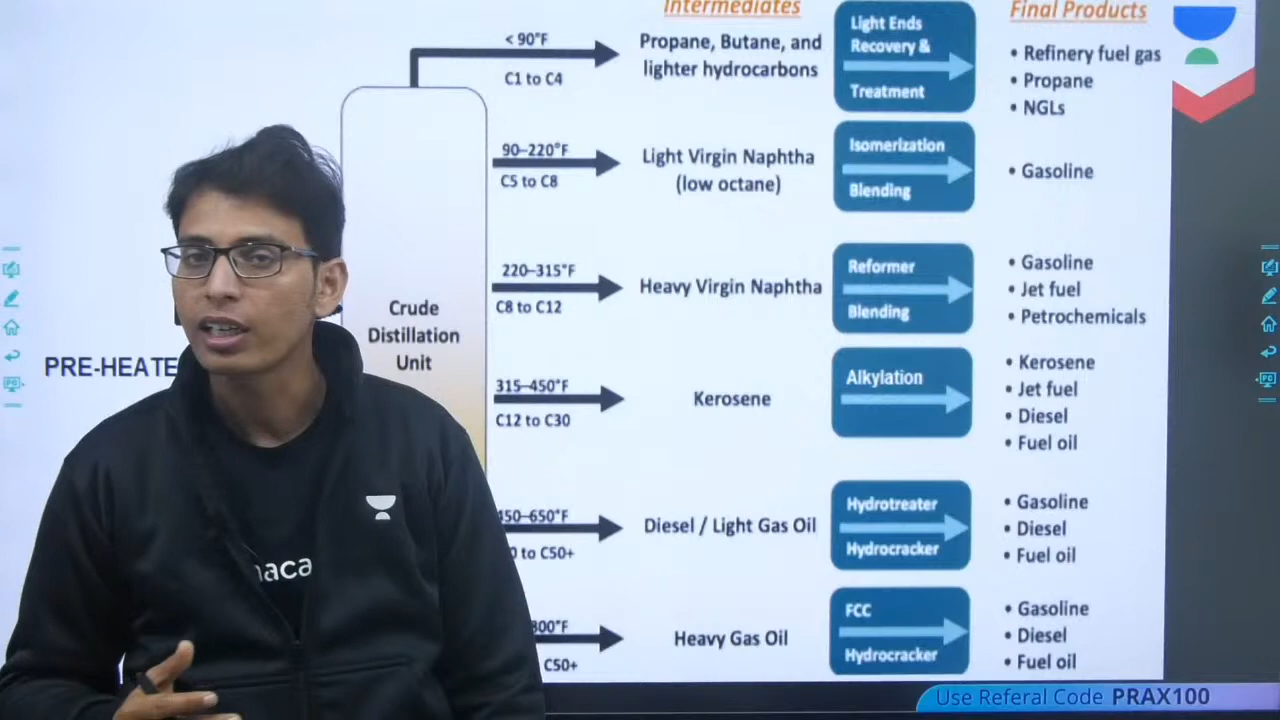 Intermediates
Final Products
< 90°F
C1 to C4
Propane, Butane, and
lighter hydrocarbons
Light Ends
Recovery &
Treatment
• Refinery fuel gas
• Propane
• NGLs
90–220°F
C5 to C8
Light Virgin Naphtha
(low octane)
Isomerization
Blending
• Gasoline
220–315°F
C8 to C12
Heavy Virgin Naphtha
Reformer
Blending
• Gasoline
• Jet fuel
• Petrochemicals
Crude
Distillation
Unit
PRE-HEATE
315–450°F
C12 to C30
Kerosene
Alkylation
• Kerosene
• Jet fuel
• Diesel
• Fuel oil
450–650°F
0 to C50+
Diesel / Light Gas Oil
Hydrotreater
Hydrocracker
• Gasoline
• Diesel
• Fuel oil
800°F
C50+
Heavy Gas Oil
FCC
Hydrocracker
• Gasoline
• Diesel
• Fuel oil
naca
Use Referal Code PRAX100